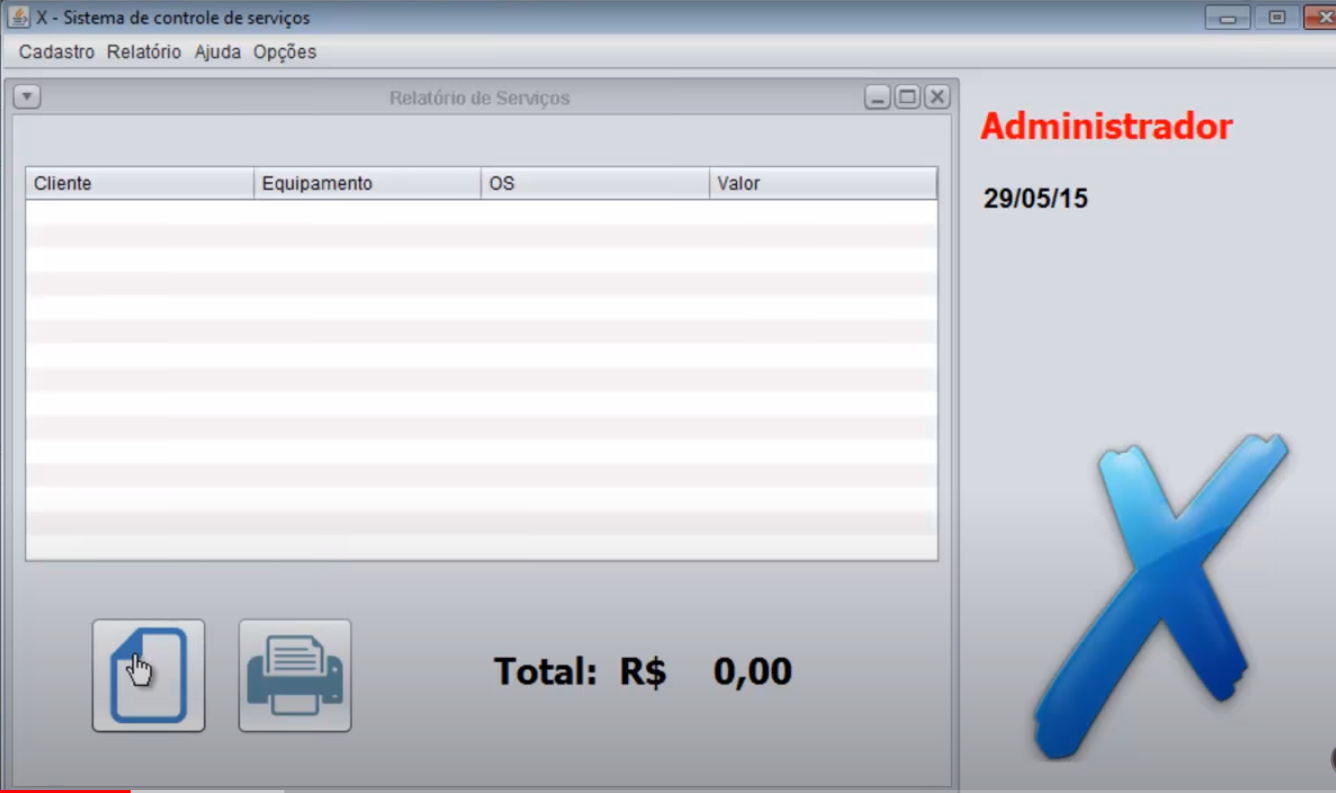 X - Sistema de controle de serviços
Cadastro Relatório Ajuda Opções
Relatório de Serviços
Administrador
29/05/15
Cliente Equipamento OS Valor
Total: R$ 0,00